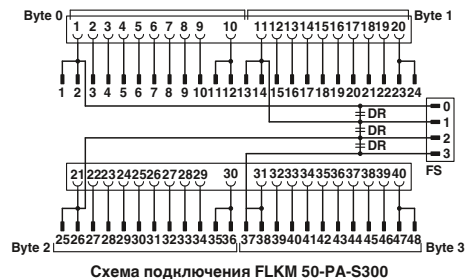 Byte 0 Byte 1
1 2 3 4 5 6 7 8 9 10 11 12 13 14 15 16 17 18 19 20
1 2 3 4 5 6 7 8 9 10 11 12 13 14 15 16 17 18 19 20 21 22 23 24
0
DR
1
DR
2
DR
3
FS
21 22 23 24 25 26 27 28 29 30 31 32 33 34 35 36 37 38 39 40
25 26 27 28 29 30 31 32 33 34 35 36 37 38 39 40 41 42 43 44 45 46 47 48
Byte 2 Byte 3
Схема подключения FLKM 50-PA-S300